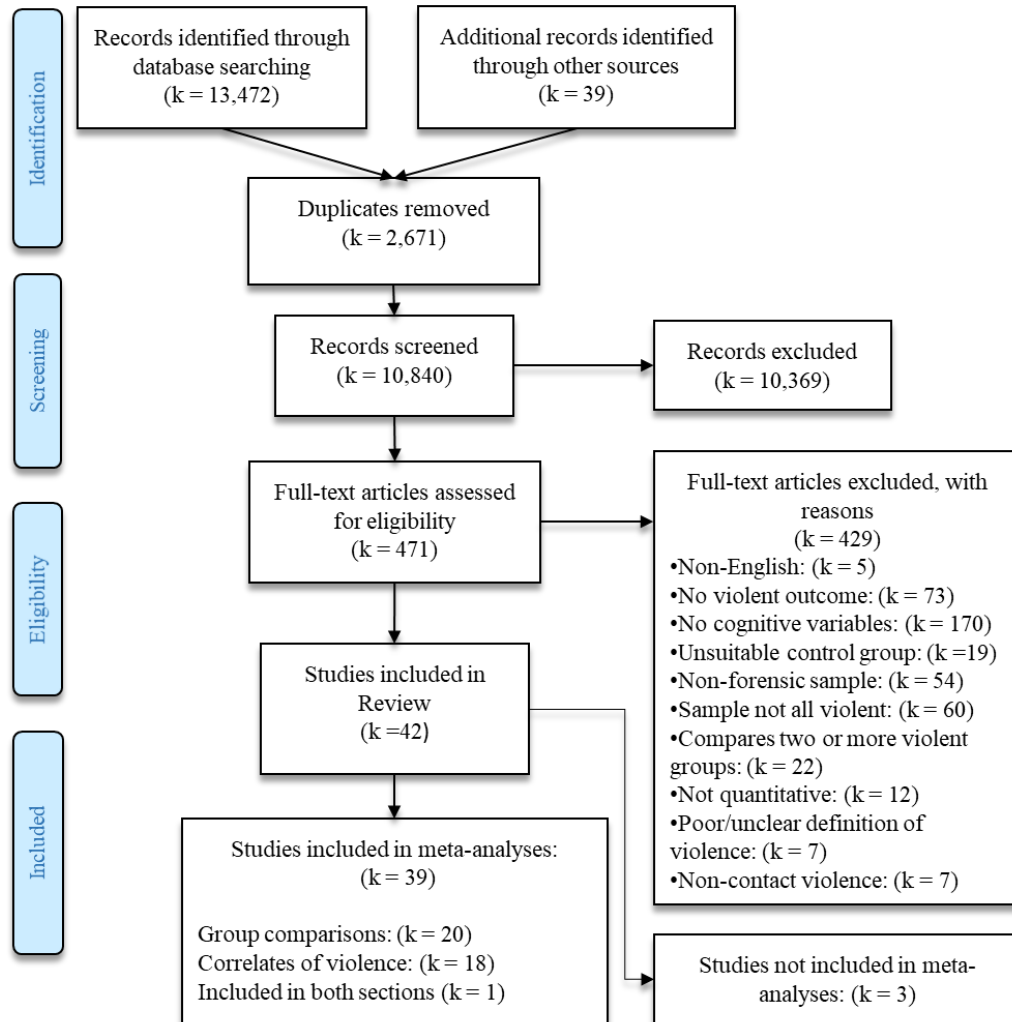 Identification
Records identified through
database searching
(k = 13,472)
Additional records identified
through other sources
(k = 39)
Duplicates removed
(k = 2,671)
Screening
Records screened
(k = 10,840)
Records excluded
(k = 10,369)
Eligibility
Full-text articles assessed
for eligibility
(k = 471)
Full-text articles excluded, with
reasons
(k = 429)
•Non-English: (k = 5)
•No violent outcome: (k = 73)
•No cognitive variables: (k = 170)
•Unsuitable control group: (k =19)
•Non-forensic sample: (k = 54)
•Sample not all violent: (k = 60)
•Compares two or more violent
groups: (k = 22)
•Not quantitative: (k = 12)
•Poor/unclear definition of
violence: (k = 7)
•Non-contact violence: (k = 7)
Studies included in
Review
(k =42)
Included
Studies included in meta-analyses:
(k = 39)
Group comparisons: (k = 20)
Correlates of violence: (k = 18)
Included in both sections (k = 1)
Studies not included in meta-
analyses: (k = 3)